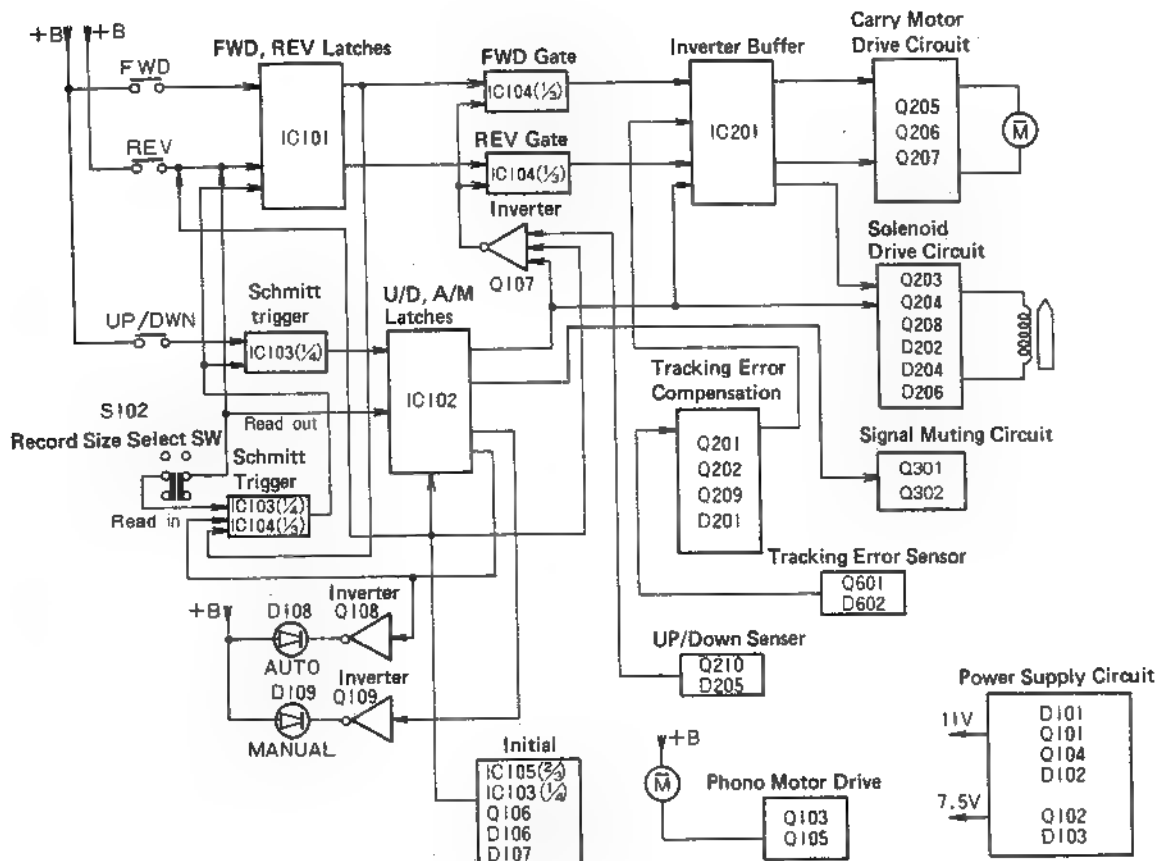 +B
+B
FWD
REV
FWD, REV Latches
IC101
FWD Gate
IC104(1/3)
REV Gate
IC104(1/3)
Inverter
Q107
Inverter Buffer
IC201
Carry Motor
Drive Circuit
Q205
Q206
Q207
M
Solenoid
Drive Circuit
Q203
Q204
Q208
D202
D204
D206
UP/DWN
Schmitt
trigger
IC103(1/4)
U/D, A/M
Latches
IC102
Read out
S102
Record Size Select SW
Schmitt
Trigger
IC103(1/4)
IC104(1/3)
Read in
Tracking Error
Compensation
Q201
Q202
Q209
D201
Signal Muting Circuit
Q301
Q302
Tracking Error Sensor
Q601
D602
+B
D108
AUTO
Inverter
Q108
D109
MANUAL
Inverter
Q109
UP/Down Senser
Q210
D205
Initial
IC105(2/3)
IC103(1/4)
Q106
D106
D107
+B
M
Phono Motor Drive
Q103
Q105
Power Supply Circuit
11V
D101
Q101
Q104
D102
7.5V
Q102
D103